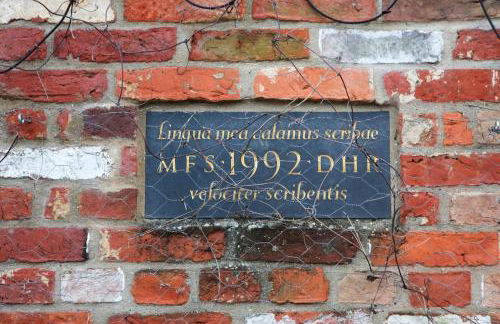 Lingua mea calamus scribae
MFS·1992·DHR
velociter scribentis